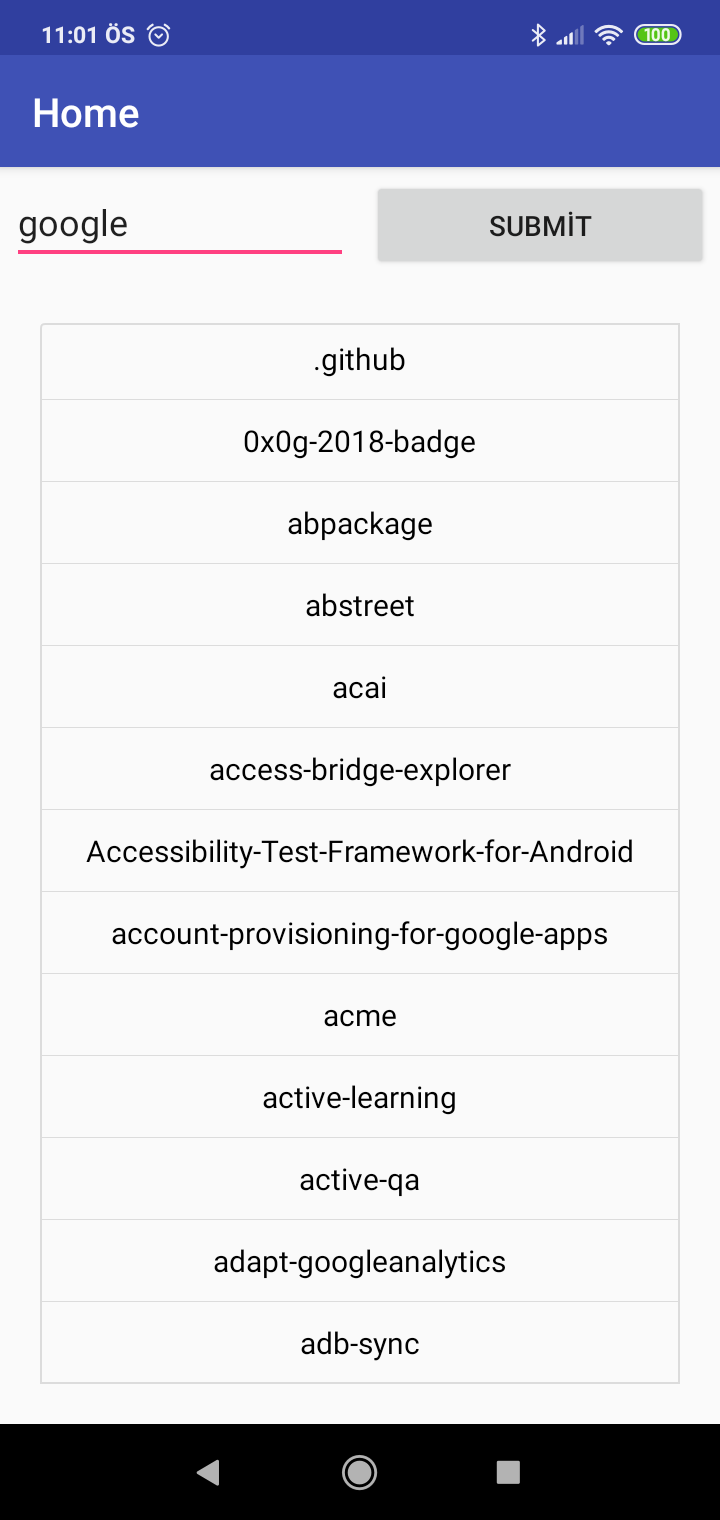 11:01 ÖS
100
Home
google
SUBMİT
.github
0x0g-2018-badge
abpackage
abstreet
acai
access-bridge-explorer
Accessibility-Test-Framework-for-Android
account-provisioning-for-google-apps
acme
active-learning
active-qa
adapt-googleanalytics
adb-sync